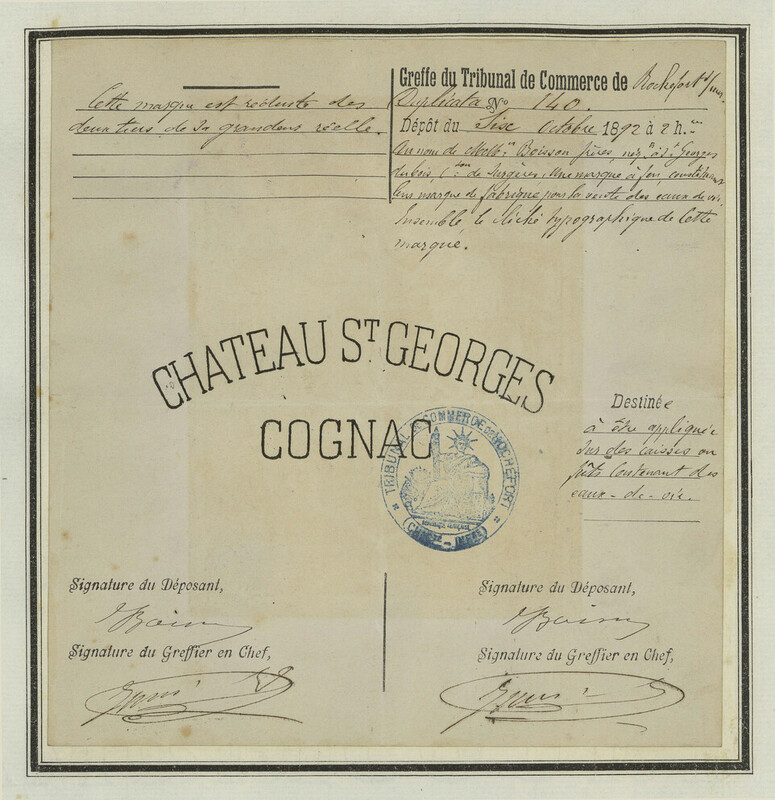 Cette marque est réduite des
deux tiers de sa grandeur réelle.
Greffe du Tribunal de Commerce de Rochefort s/mer
Duplicata No 140.
Dépôt du Six Octobre 1892 à 2 h.
Au nom de Boisson frères, nég. à St Georges
dubois, Con de Surgères, Une marque à feu constituant
leur marque de fabrique pour la vente des eaux de vie.
Ensemble le cliché typographique de Cette
marque.
CHATEAU ST GEORGES
COGNAC
TRIBUNAL DE COMMERCE DE ROCHEFORT
Destinée
à être appliquée
sur des caisses ou
fûts Contenant des
eaux-de-vie.
Signature du Déposant,
Signature du Greffier en Chef,
Signature du Déposant,
Signature du Greffier en Chef,